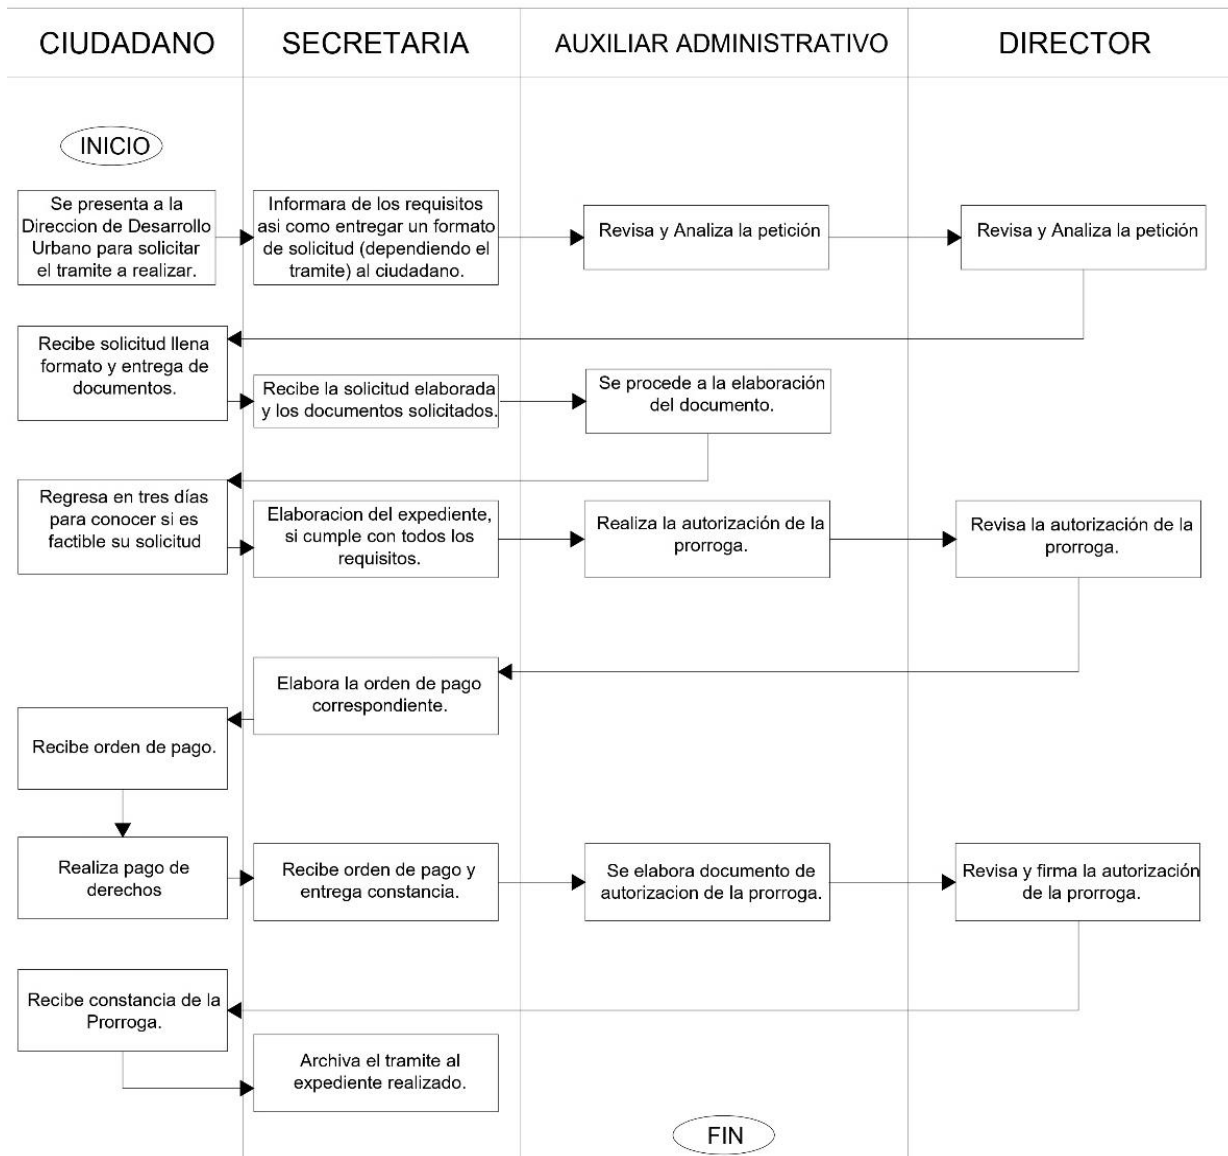 CIUDADANO
SECRETARIA
AUXILIAR ADMINISTRATIVO
DIRECTOR
INICIO
Se presenta a la
Direccion de Desarrollo
Urbano para solicitar
el tramite a realizar.
Informara de los requisitos
asi como entregar un formato
de solicitud (dependiendo el
tramite) al ciudadano.
Revisa y Analiza la petición
Revisa y Analiza la petición
Recibe solicitud llena
formato y entrega de
documentos.
Recibe la solicitud elaborada
y los documentos solicitados.
Se procede a la elaboración
del documento.
Regresa en tres días
para conocer si es
factible su solicitud
Elaboracion del expediente,
si cumple con todos los
requisitos.
Realiza la autorización de la
prorroga.
Revisa la autorización de la
prorroga.
Elabora la orden de pago
correspondiente.
Recibe orden de pago.
Realiza pago de
derechos
Recibe orden de pago y
entrega constancia.
Se elabora documento de
autorizacion de la prorroga.
Revisa y firma la autorización
de la prorroga.
Recibe constancia de la
Prorroga.
Archiva el tramite al
expediente realizado.
FIN